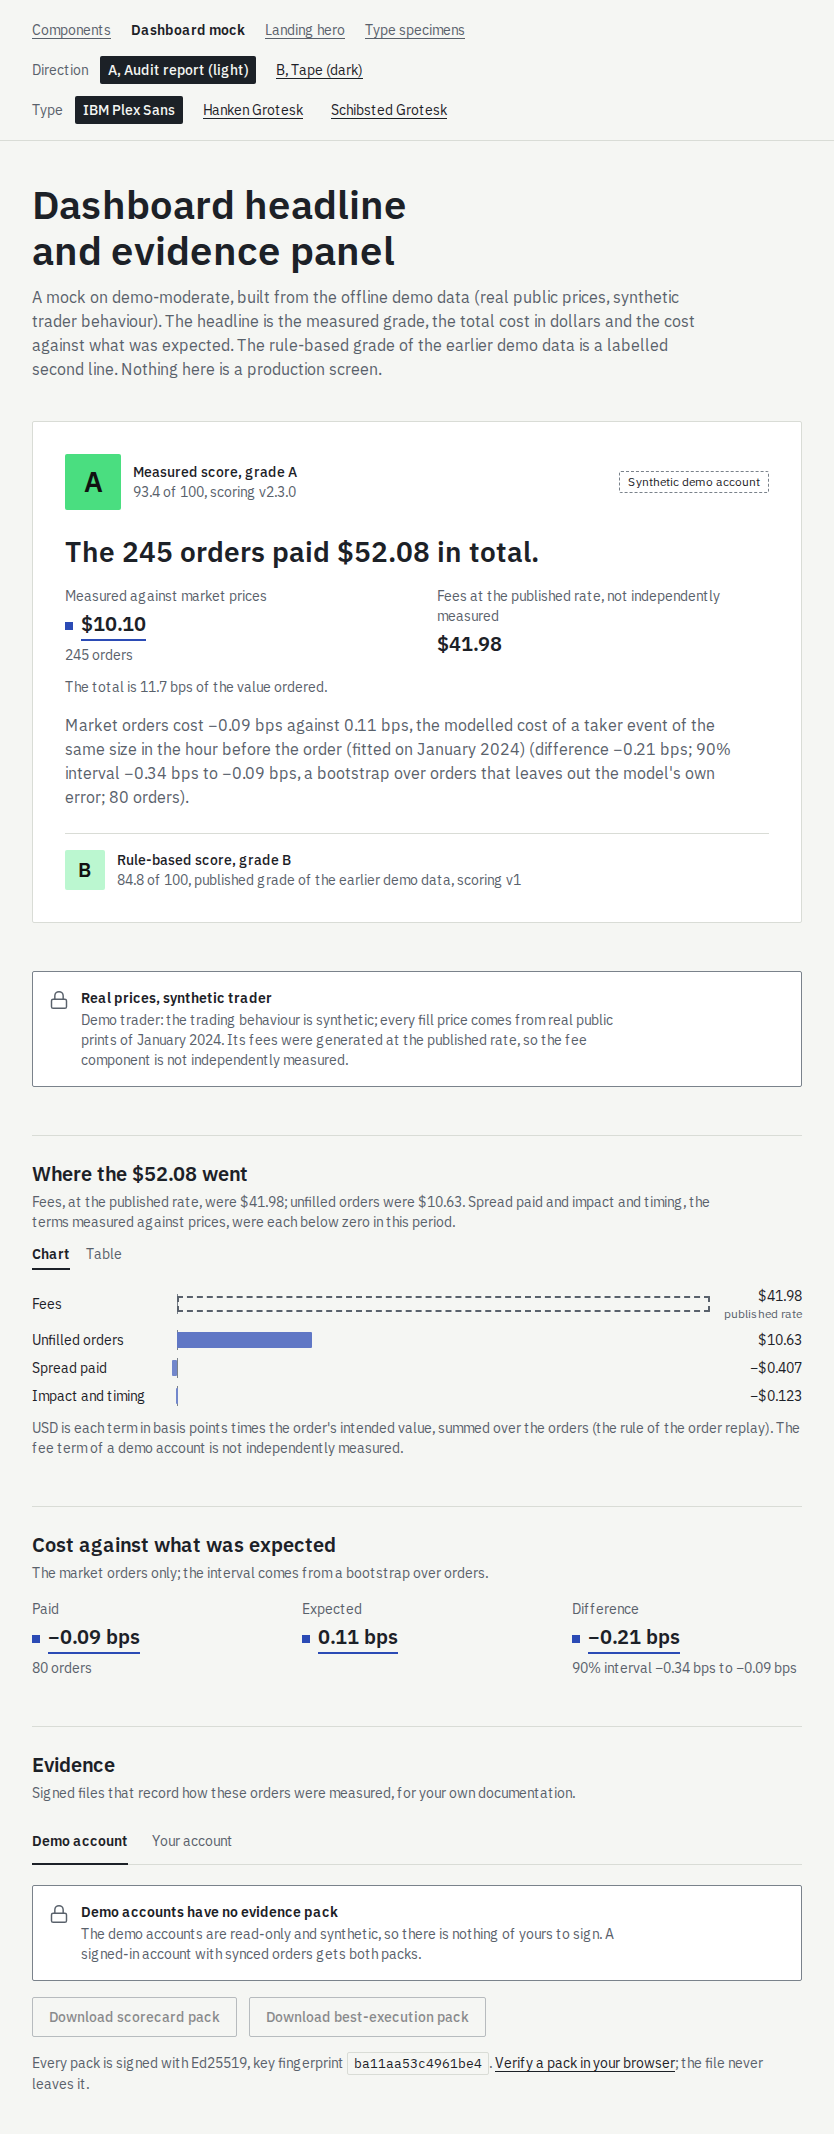 Components Dashboard mock Landing hero Type specimens
Direction A, Audit report (light) B, Tape (dark)
Type IBM Plex Sans Hanken Grotesk Schibsted Grotesk
Dashboard headline
and evidence panel
A mock on demo-moderate, built from the offline demo data (real public prices, synthetic
trader behaviour). The headline is the measured grade, the total cost in dollars and the cost
against what was expected. The rule-based grade of the earlier demo data is a labelled
second line. Nothing here is a production screen.
A
Measured score, grade A
93.4 of 100, scoring v2.3.0
Synthetic demo account
The 245 orders paid $52.08 in total.
Measured against market prices
$10.10
245 orders
Fees at the published rate, not independently
measured
$41.98
The total is 11.7 bps of the value ordered.
Market orders cost −0.09 bps against 0.11 bps, the modelled cost of a taker event of the
same size in the hour before the order (fitted on January 2024) (difference −0.21 bps; 90%
interval −0.34 bps to −0.09 bps, a bootstrap over orders that leaves out the model's own
error; 80 orders).
B
Rule-based score, grade B
84.8 of 100, published grade of the earlier demo data, scoring v1
Real prices, synthetic trader
Demo trader: the trading behaviour is synthetic; every fill price comes from real public
prints of January 2024. Its fees were generated at the published rate, so the fee
component is not independently measured.
Where the $52.08 went
Fees, at the published rate, were $41.98; unfilled orders were $10.63. Spread paid and impact and timing, the
terms measured against prices, were each below zero in this period.
Chart Table
Fees $41.98
published rate
Unfilled orders $10.63
Spread paid −$0.407
Impact and timing −$0.123
USD is each term in basis points times the order's intended value, summed over the orders (the rule of the order replay). The
fee term of a demo account is not independently measured.
Cost against what was expected
The market orders only; the interval comes from a bootstrap over orders.
Paid Expected Difference
−0.09 bps 0.11 bps −0.21 bps
80 orders 90% interval −0.34 bps to −0.09 bps
Evidence
Signed files that record how these orders were measured, for your own documentation.
Demo account Your account
Demo accounts have no evidence pack
The demo accounts are read-only and synthetic, so there is nothing of yours to sign. A
signed-in account with synced orders gets both packs.
Download scorecard pack Download best-execution pack
Every pack is signed with Ed25519, key fingerprint ba11aa53c4961be4. Verify a pack in your browser; the file never
leaves it.